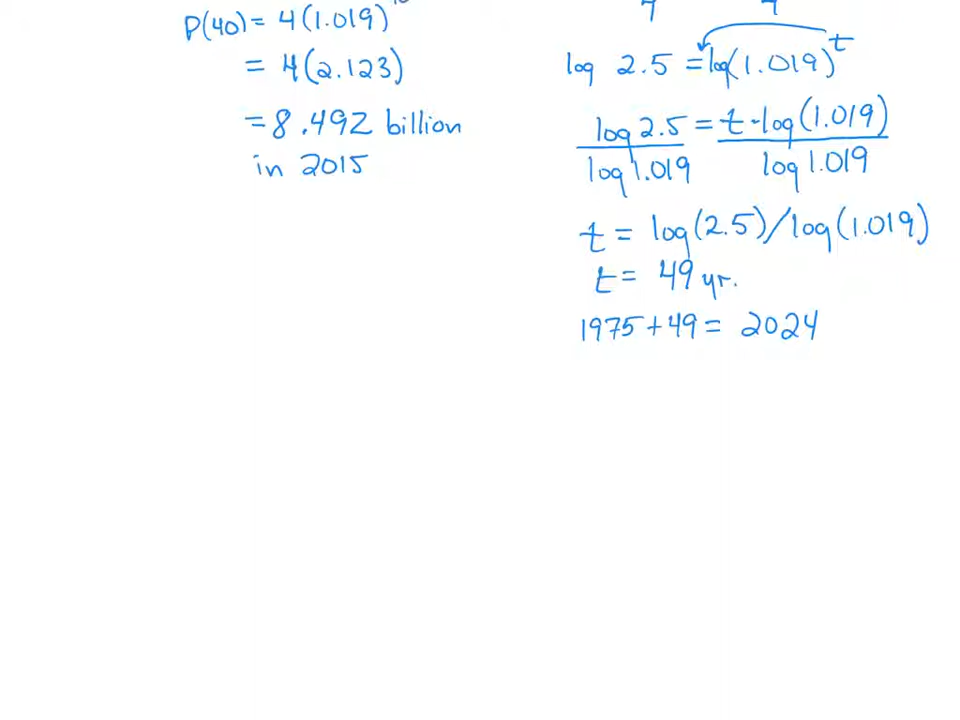 P(40) = 4(1.019)
= 4(2.123)
= 8.492 billion
in 2015
4 4
log 2.5 = log(1.019)^t
log 2.5 = t · log(1.019)
log 1.019 log 1.019
t = log(2.5)/log(1.019)
t = 49 yr.
1975 + 49 = 2024